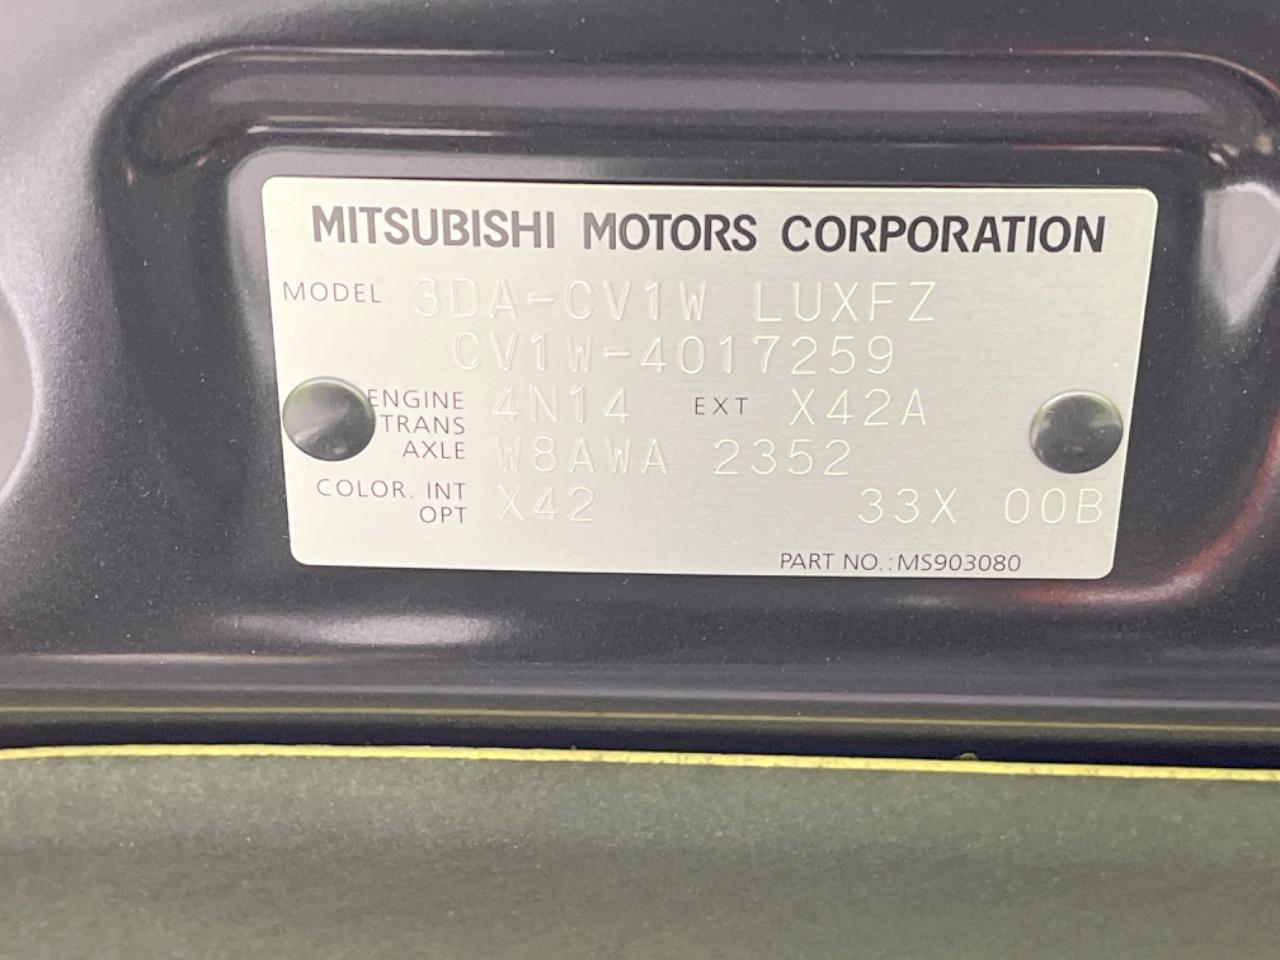 MITSUBISHI MOTORS CORPORATION
MODEL 3DA-CV1W LUXFZ
CV1W-4017259
ENGINE 4N14 EXT X42A
TRANS
AXLE W8AWA 2352
COLOR. INT X42 33X 00B
OPT
PART NO.:MS903080